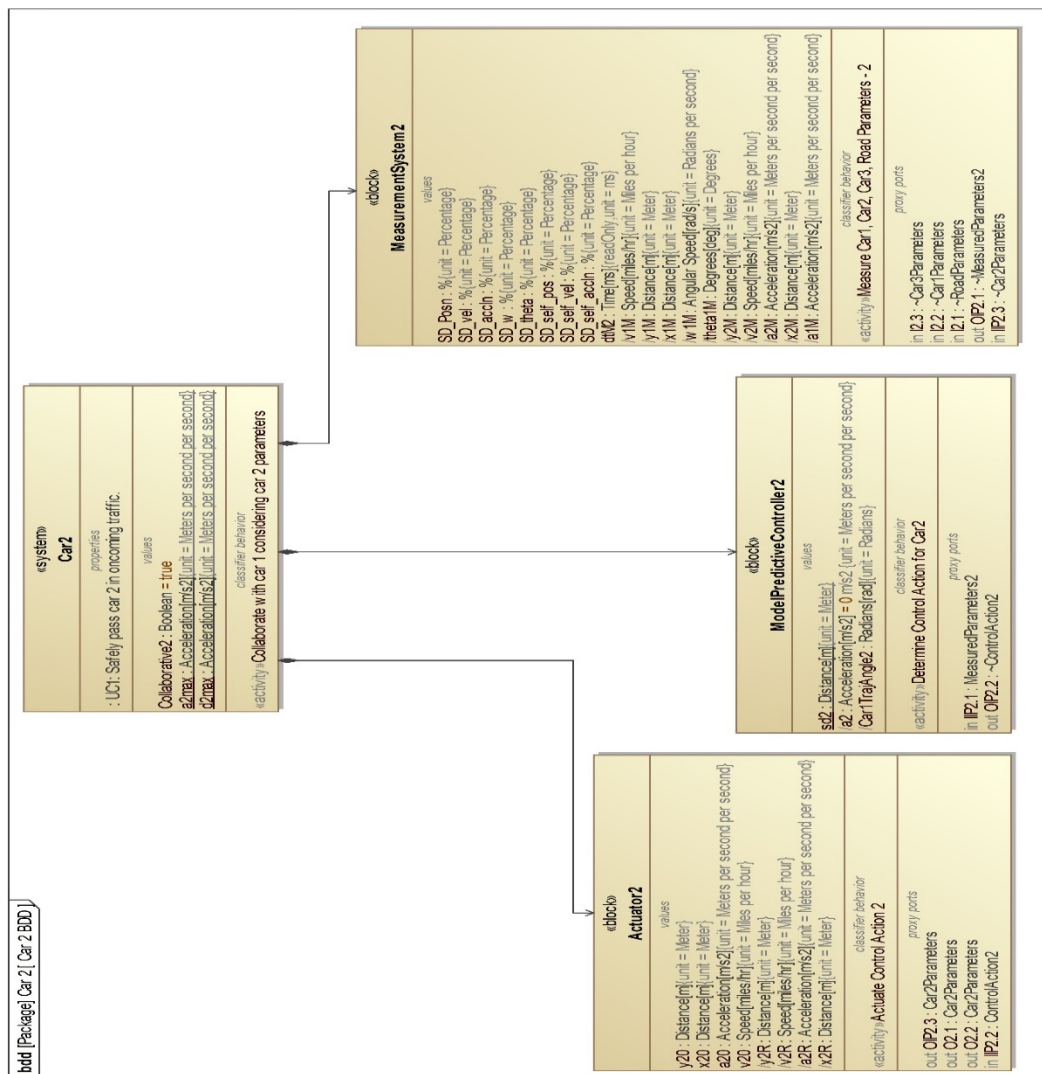 bdd [Package] Car 2 [ Car 2 BDD ]
«system»
Car2
properties
: UC1: Safely pass car 2 in oncoming traffic.
values
Collaborative2 : Boolean = true
a2max : Acceleration[m/s2]{unit = Meters per second per second}
d2max : Acceleration[m/s2]{unit = Meters per second per second}
classifier behavior
«activity»Collaborate with car 1 considering car 2 parameters
«block»
Actuator2
values
y20 : Distance[m]{unit = Meter}
x20 : Distance[m]{unit = Meter}
a20 : Acceleration[m/s2]{unit = Meters per second per second}
v20 : Speed[miles/hr]{unit = Miles per hour}
/y2R : Distance[m]{unit = Meter}
/v2R : Speed[miles/hr]{unit = Miles per hour}
/a2R : Acceleration[m/s2]{unit = Meters per second per second}
/x2R : Distance[m]{unit = Meter}
classifier behavior
«activity»Actuate Control Action 2
proxy ports
out OIP2.3 : Car2Parameters
out O2.1 : Car2Parameters
out O2.2 : Car2Parameters
in IIP2.2 : ControlAction2
«block»
ModelPredictiveController2
values
sd2 : Distance[m]{unit = Meter}
/a2 : Acceleration[m/s2] = 0 m/s2 {unit = Meters per second per second}
/Car1TrajAngle2 : Radians[rad]{unit = Radians}
classifier behavior
«activity»Determine Control Action for Car2
proxy ports
in IIP2.1 : MeasuredParameters2
out OIP2.2 : ~ControlAction2
«block»
MeasurementSystem2
values
SD_Posn : %{unit = Percentage}
SD_vel : %{unit = Percentage}
SD_accln : %{unit = Percentage}
SD_w : %{unit = Percentage}
SD_theta : %{unit = Percentage}
SD_self_pos : %{unit = Percentage}
SD_self_vel : %{unit = Percentage}
SD_self_accln : %{unit = Percentage}
dtM2 : Time[ms]{readOnly,unit = ms}
/v1M : Speed[miles/hr]{unit = Miles per hour}
/y1M : Distance[m]{unit = Meter}
/x1M : Distance[m]{unit = Meter}
/w1M : Angular Speed[rad/s]{unit = Radians per second}
/theta1M : Degrees[deg]{unit = Degrees}
/y2M : Distance[m]{unit = Meter}
/v2M : Speed[miles/hr]{unit = Miles per hour}
/a2M : Acceleration[m/s2]{unit = Meters per second per second}
/x2M : Distance[m]{unit = Meter}
/a1M : Acceleration[m/s2]{unit = Meters per second per second}
classifier behavior
«activity»Measure Car1, Car2, Car3, Road Parameters - 2
proxy ports
in I2.3 : ~Car3Parameters
in I2.2 : ~Car1Parameters
in I2.1 : ~RoadParameters
out OIP2.1 : ~MeasuredParameters2
in IIP2.3 : ~Car2Parameters